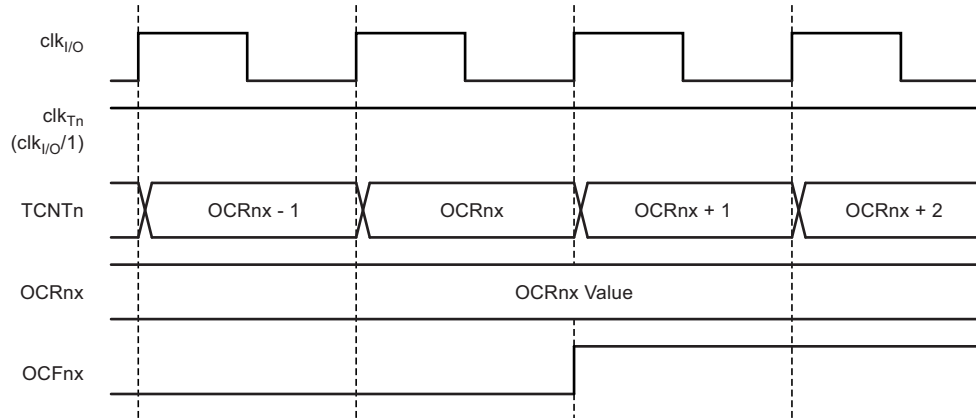 clkI/O
clkTn
(clkI/O/1)
TCNTn
OCRnx - 1
OCRnx
OCRnx + 1
OCRnx + 2
OCRnx
OCRnx Value
OCFnx